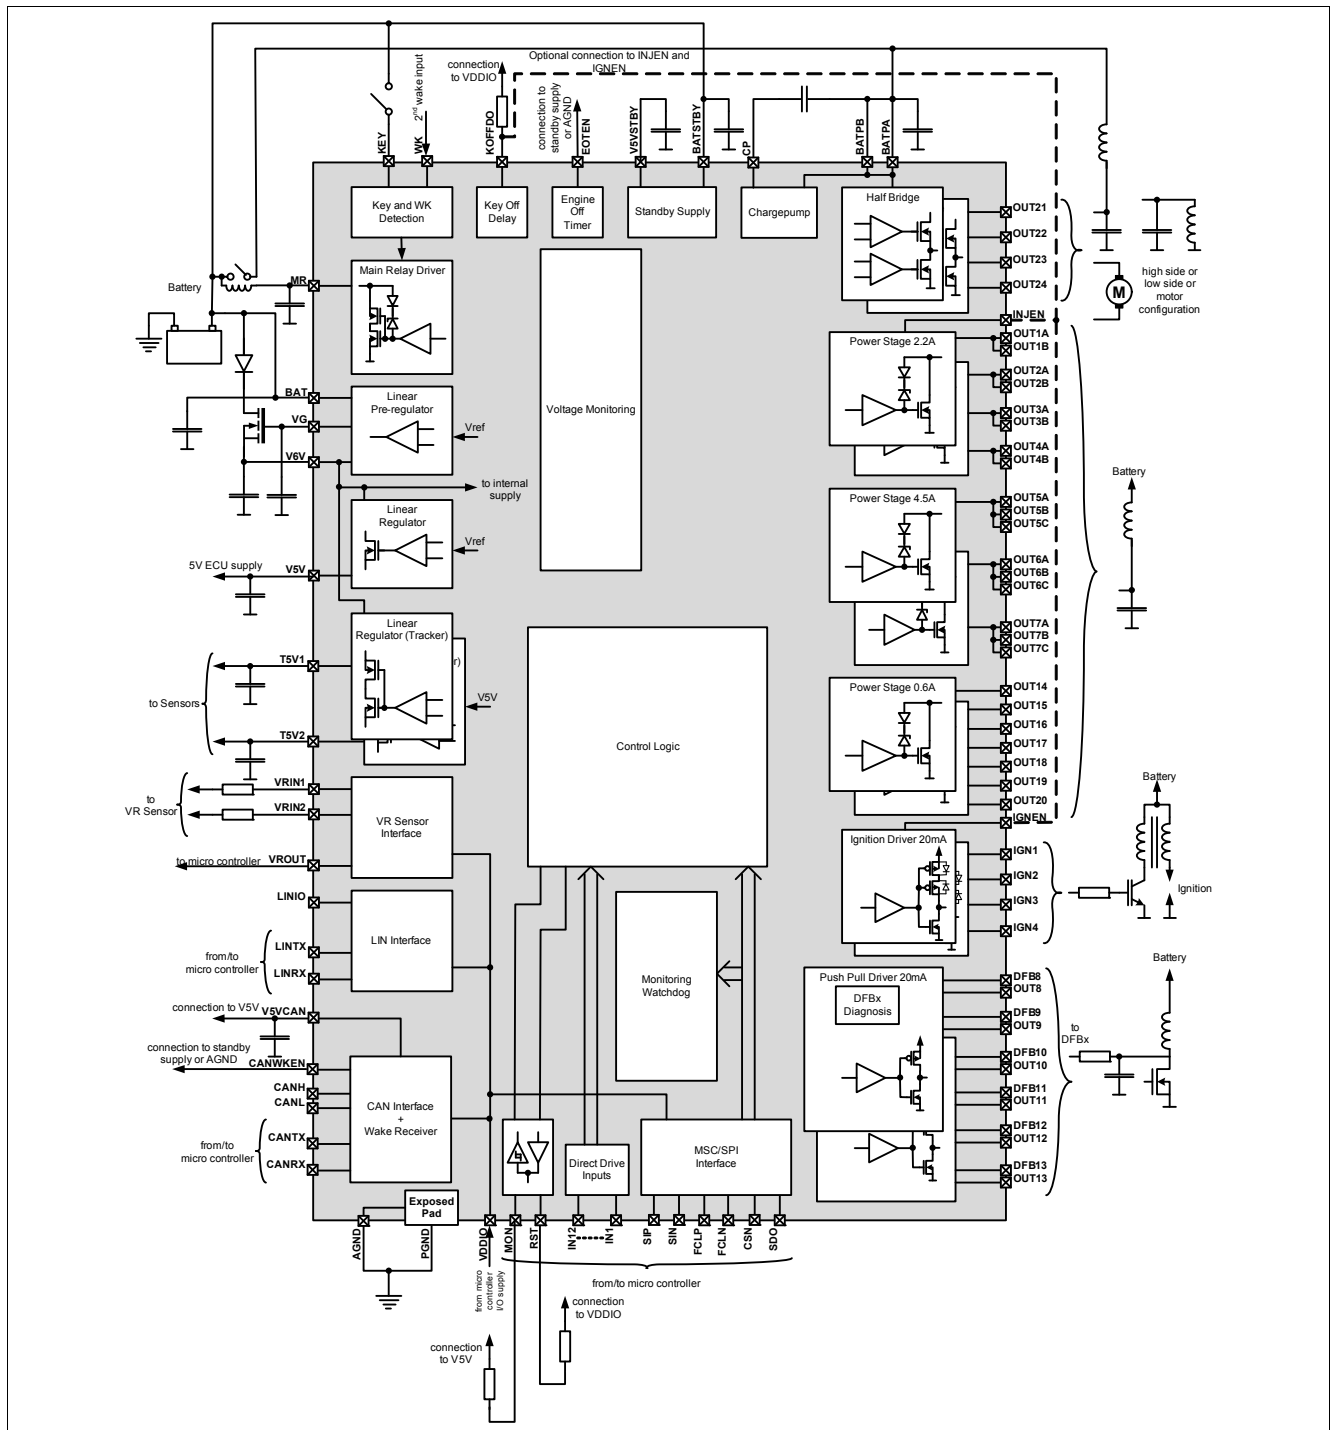 Optional connection to INJEN and
IGNEN
connection
to VDDIO
2nd wake input
connection to
standby supply
or AGND
KEY
WK
KOFFDO
EOTEN
V5VSTBY
BATSTBY
CP
BATPB
BATPA
Key and WK
Detection
Key Off
Delay
Engine
Off
Timer
Standby Supply
Chargepump
Half Bridge
OUT21
OUT22
OUT23
OUT24
high side or
low side or
motor
configuration
M
Battery
MR
Main Relay Driver
Voltage Monitoring
INJEN
Power Stage 2.2A
OUT1A
OUT1B
OUT2A
OUT2B
OUT3A
OUT3B
OUT4A
OUT4B
BAT
VG
V6V
Linear
Pre-regulator
Vref
to internal
supply
Linear
Regulator
Vref
5V ECU supply
V5V
Power Stage 4.5A
OUT5A
OUT5B
OUT5C
OUT6A
OUT6B
OUT6C
OUT7A
OUT7B
OUT7C
Battery
Linear
Regulator (Tracker)
r)
V5V
T5V1
to Sensors
T5V2
Control Logic
Power Stage 0.6A
OUT14
OUT15
OUT16
OUT17
OUT18
OUT19
OUT20
IGNEN
VRIN1
to
VR Sensor
VRIN2
VR Sensor
Interface
to micro controller
VROUT
Ignition Driver 20mA
IGN1
IGN2
IGN3
IGN4
Battery
Ignition
LINIO
LIN Interface
from/to
micro controller
LINTX
LINRX
Monitoring
Watchdog
connection to V5V
V5VCAN
connection to standby
supply or AGND
CANWKEN
CANH
CANL
CANTX
from/to
micro controller
CANRX
CAN Interface
+
Wake Receiver
Push Pull Driver 20mA
DFBx
Diagnosis
DFB8
OUT8
DFB9
OUT9
DFB10
OUT10
DFB11
OUT11
DFB12
OUT12
DFB13
OUT13
Battery
to
DFBx
Direct Drive
Inputs
MSC/SPI
Interface
Exposed
Pad
AGND
PGND
VDDIO
MON
RST
IN12
IN1
SIP
SIN
FCLP
FCLN
CSN
SDO
from micro
controller
I/O supply
from/to micro controller
connection
to VDDIO
connection
to V5V